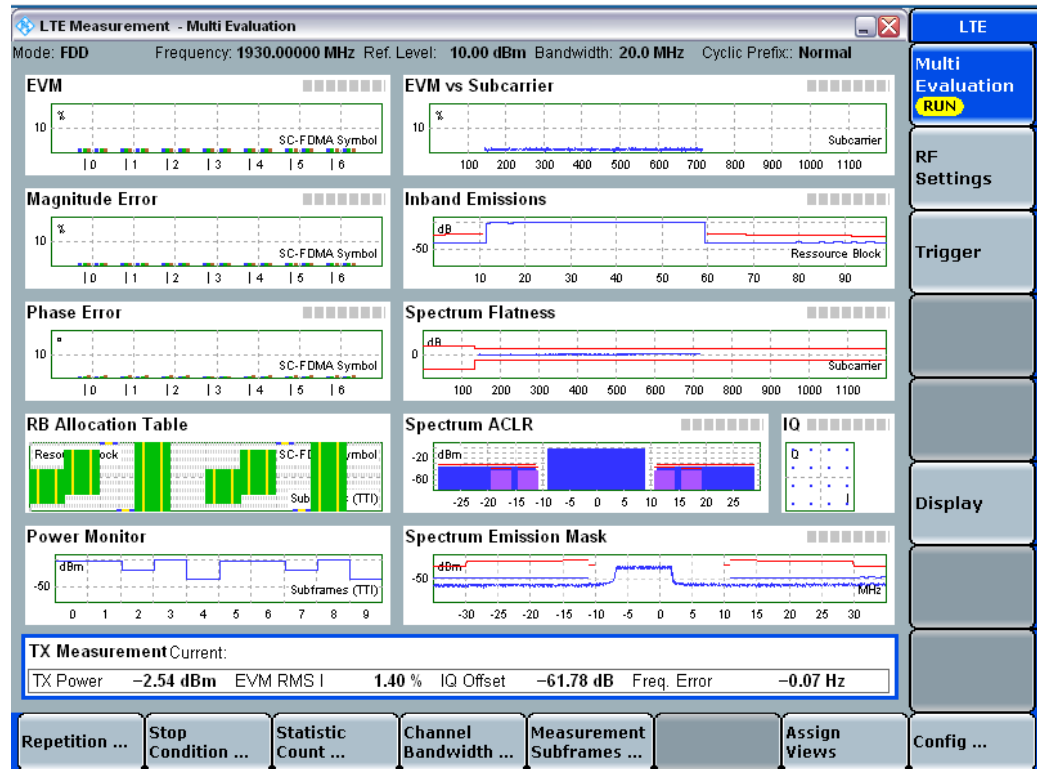 LTE Measurement - Multi Evaluation
LTE
Mode: FDD Frequency: 1930.00000 MHz Ref. Level: 10.00 dBm Bandwidth: 20.0 MHz Cyclic Prefix:: Normal
Multi
Evaluation
RUN
RF
Settings
Trigger
Display
EVM
%
10
SC-FDMA Symbol
|0 |1 |2 |3 |4 |5 |6
EVM vs Subcarrier
%
10
Subcarrier
100 200 300 400 500 600 700 800 900 1000 1100
Magnitude Error
%
10
SC-FDMA Symbol
|0 |1 |2 |3 |4 |5 |6
Inband Emissions
dB
-50
Ressource Block
10 20 30 40 50 60 70 80 90
Phase Error
°
10
SC-FDMA Symbol
|0 |1 |2 |3 |4 |5 |6
Spectrum Flatness
dB
0
Subcarrier
100 200 300 400 500 600 700 800 900 1000 1100
RB Allocation Table
Spectrum ACLR
dBm
-20
-60
-25 -20 -15 -10 -5 0 5 10 15 20 25
IQ
Q
I
Power Monitor
dBm
-50
Subframes (TTI)
0 1 2 3 4 5 6 7 8 9
Spectrum Emission Mask
dBm
-50
MHz
-30 -25 -20 -15 -10 -5 0 5 10 15 20 25 30
TX Measurement Current:
TX Power −2.54 dBm EVM RMS l 1.40 % IQ Offset −61.78 dB Freq. Error −0.07 Hz
Repetition ...
Stop
Condition ...
Statistic
Count ...
Channel
Bandwidth ...
Measurement
Subframes ...
Assign
Views
Config ...